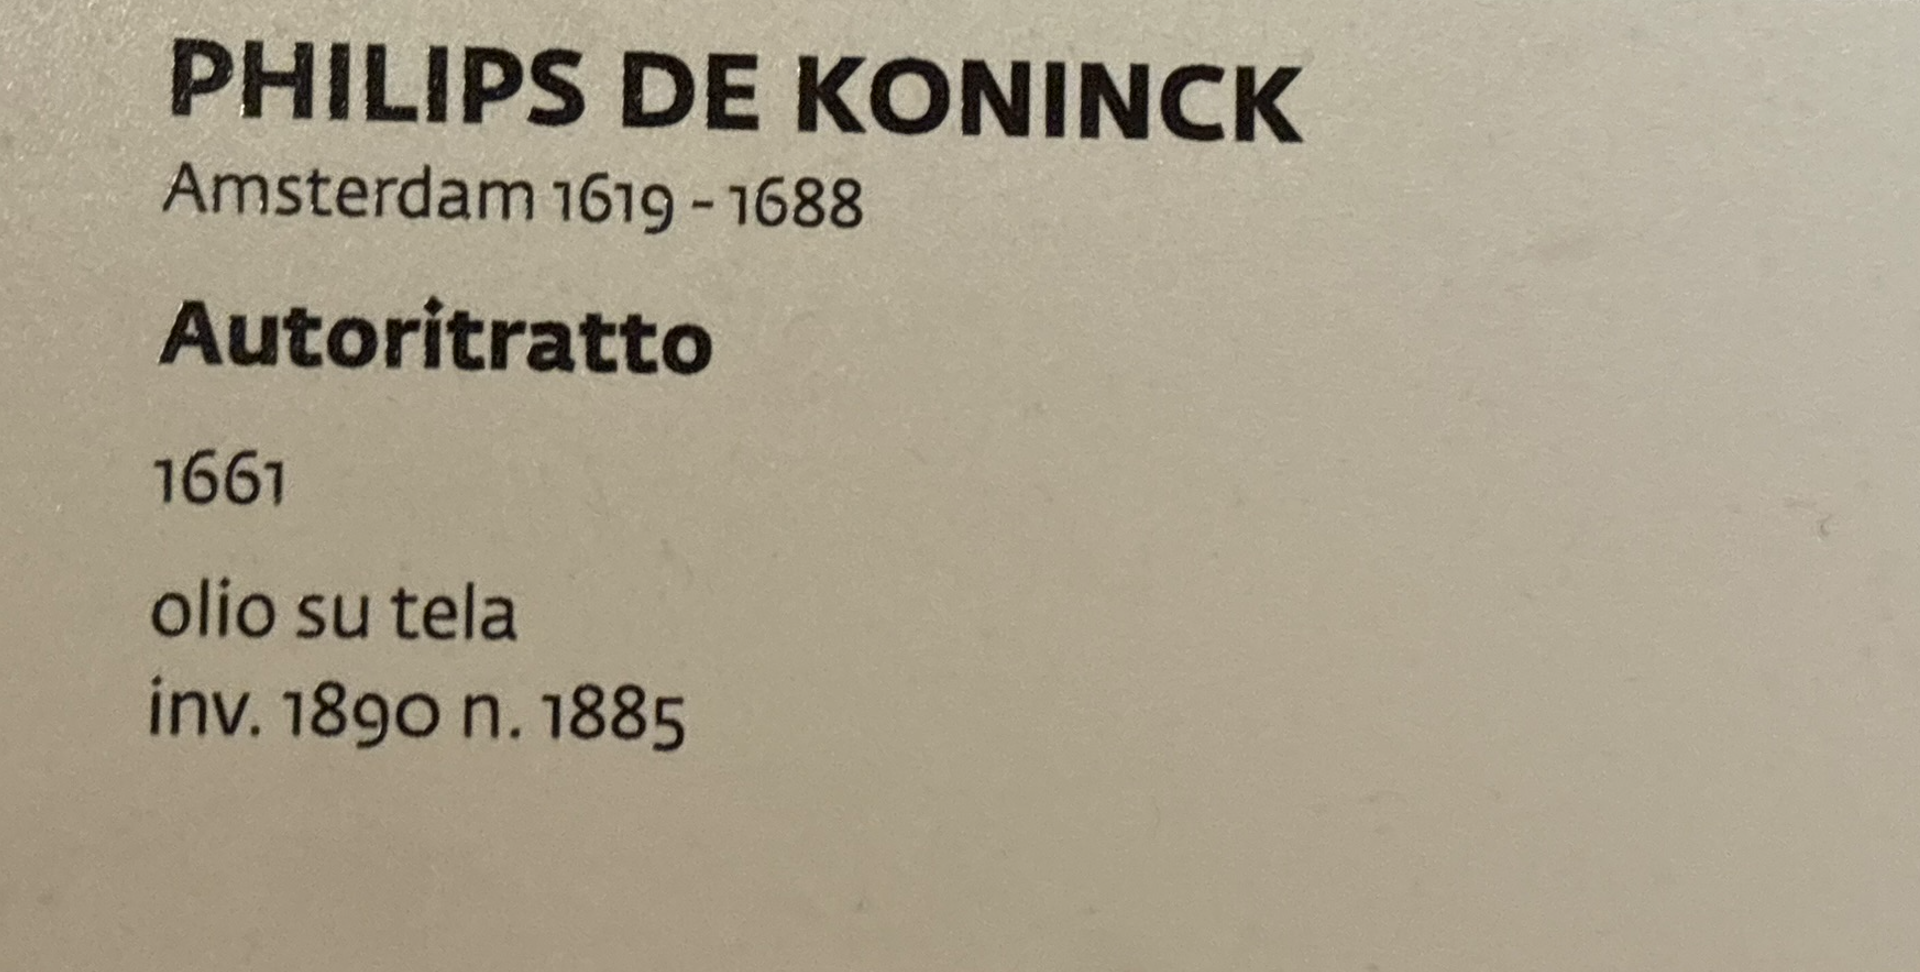 PHILIPS DE KONINCK
Amsterdam 1619 - 1688
Autoritratto
1661
olio su tela
inv. 1890 n. 1885